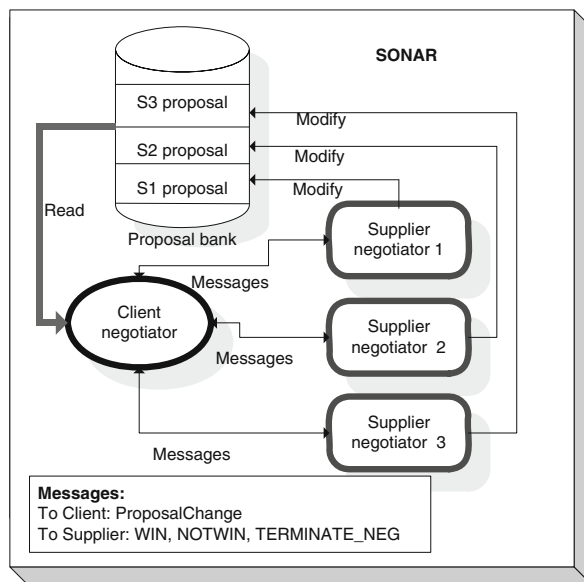 SONAR
S3 proposal
Modify
S2 proposal
Modify
S1 proposal
Modify
Read
Proposal bank
Supplier
negotiator 1
Messages
Client
negotiator
Supplier
negotiator 2
Messages
Supplier
negotiator 3
Messages
Messages:
To Client: ProposalChange
To Supplier: WIN, NOTWIN, TERMINATE_NEG